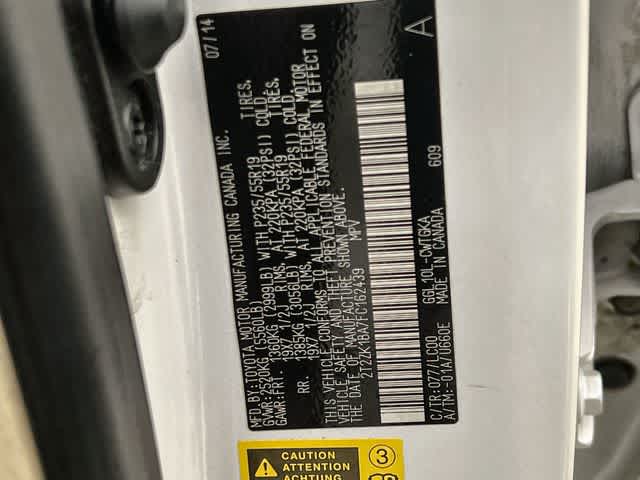 MFD.BY:TOYOTA MOTOR MANUFACTURING CANADA INC. 07/14
GVWR:2520KG(5560LB)
GAWR:FRT. 1360KG (2999LB) WITH P235/55R19 TIRES,
19X7 1/2J RIMS, AT 220KPA (32PSI) COLD.
RR. 1385KG (3056LB) WITH P235/55R19 TIRES,
19X7 1/2J RIMS, AT 220KPA (32PSI) COLD.
THIS VEHICLE CONFORMS TO ALL APPLICABLE FEDERAL MOTOR
VEHICLE SAFETY AND THEFT PREVENTION STANDARDS IN EFFECT ON
THE DATE OF MANUFACTURE SHOWN ABOVE.
2T2ZK1BA7FC162439 MPV
C/TR:077/LC00 GGL10L-CWTGKA A
A/TM:-01A/U660E MADE IN CANADA 609
CAUTION
ATTENTION
ACHTUNG
3